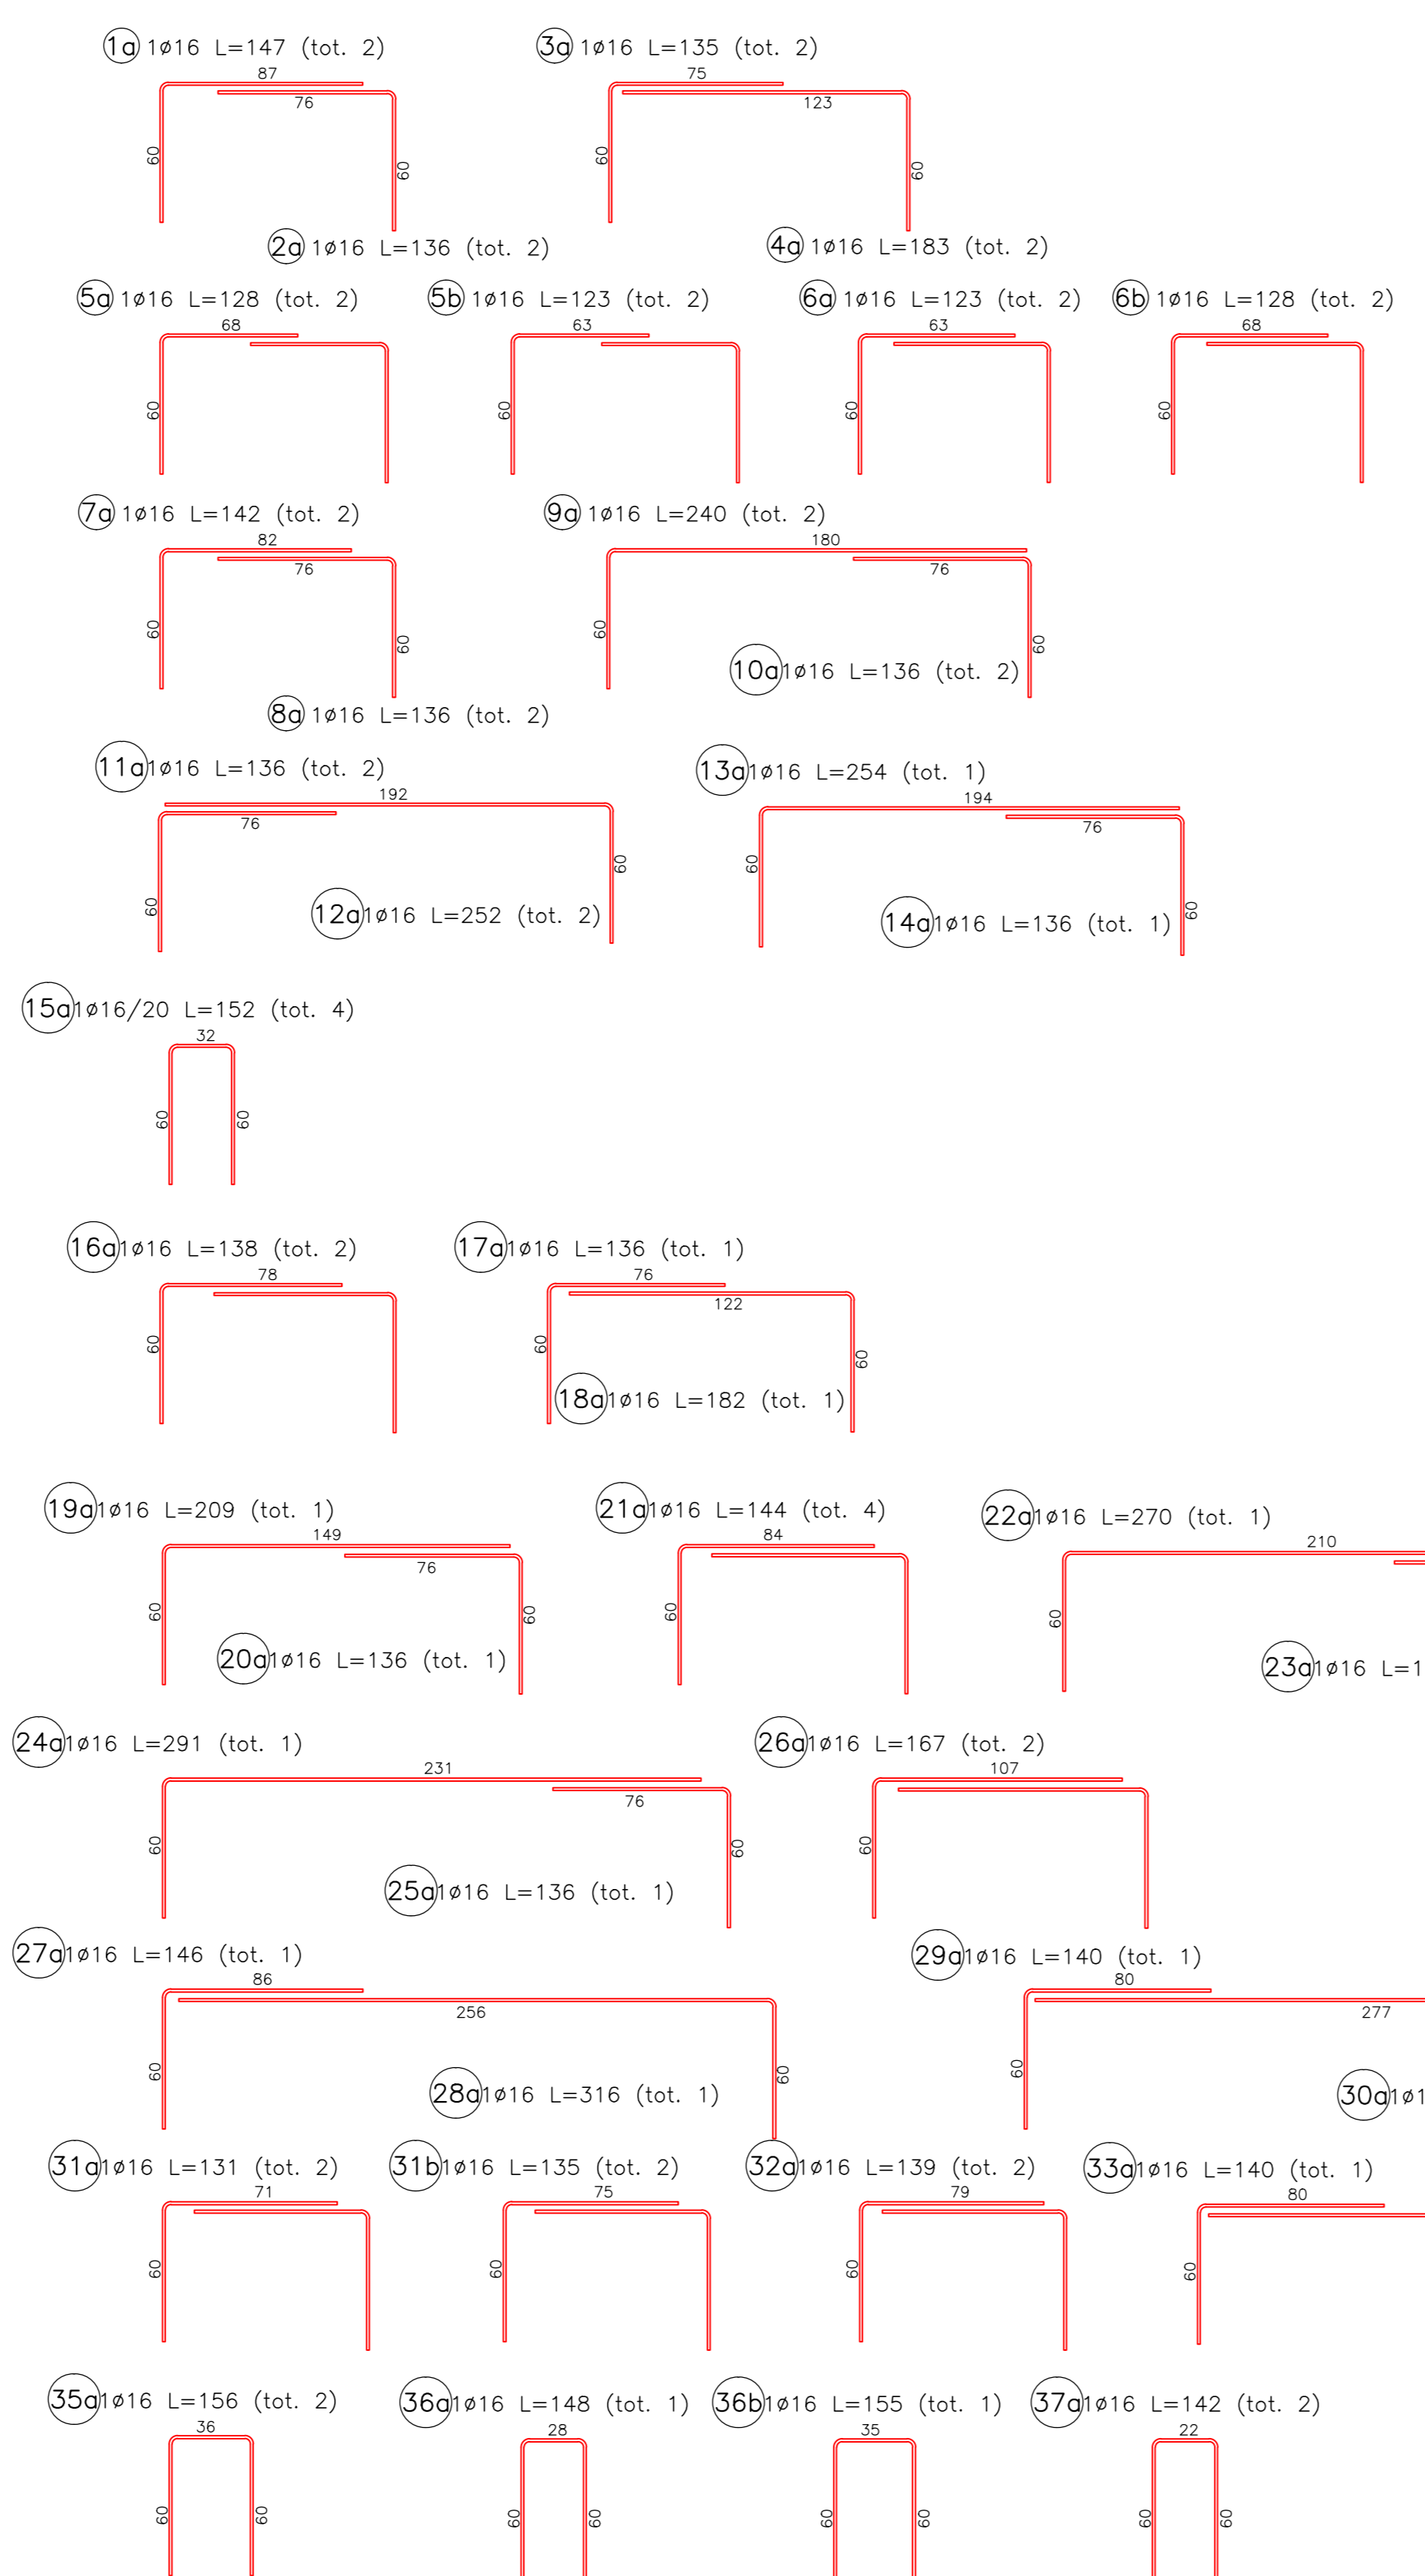 1a 1ø16 L=147 (tot. 2)
87
76
60
60
2a 1ø16 L=136 (tot. 2)
3a 1ø16 L=135 (tot. 2)
75
123
60
60
4a 1ø16 L=183 (tot. 2)
5a 1ø16 L=128 (tot. 2)
68
60
5b 1ø16 L=123 (tot. 2)
63
60
6a 1ø16 L=123 (tot. 2)
63
60
6b 1ø16 L=128 (tot. 2)
68
60
7a 1ø16 L=142 (tot. 2)
82
76
60
60
8a 1ø16 L=136 (tot. 2)
9a 1ø16 L=240 (tot. 2)
180
76
60
60
10a 1ø16 L=136 (tot. 2)
11a 1ø16 L=136 (tot. 2)
192
76
60
60
12a 1ø16 L=252 (tot. 2)
13a 1ø16 L=254 (tot. 1)
194
76
60
60
14a 1ø16 L=136 (tot. 1)
15a 1ø16/20 L=152 (tot. 4)
32
60
60
16a 1ø16 L=138 (tot. 2)
78
60
17a 1ø16 L=136 (tot. 1)
76
122
60
60
18a 1ø16 L=182 (tot. 1)
19a 1ø16 L=209 (tot. 1)
149
76
60
60
20a 1ø16 L=136 (tot. 1)
21a 1ø16 L=144 (tot. 4)
84
60
22a 1ø16 L=270 (tot. 1)
210
60
23a 1ø16 L=1
24a 1ø16 L=291 (tot. 1)
231
76
60
60
25a 1ø16 L=136 (tot. 1)
26a 1ø16 L=167 (tot. 2)
107
60
27a 1ø16 L=146 (tot. 1)
86
256
60
60
28a 1ø16 L=316 (tot. 1)
29a 1ø16 L=140 (tot. 1)
80
277
60
30a 1ø1
31a 1ø16 L=131 (tot. 2)
71
60
31b 1ø16 L=135 (tot. 2)
75
60
32a 1ø16 L=139 (tot. 2)
79
60
33a 1ø16 L=140 (tot. 1)
80
60
35a 1ø16 L=156 (tot. 2)
36
60
60
36a 1ø16 L=148 (tot. 1)
28
60
60
36b 1ø16 L=155 (tot. 1)
35
60
60
37a 1ø16 L=142 (tot. 2)
22
60
60